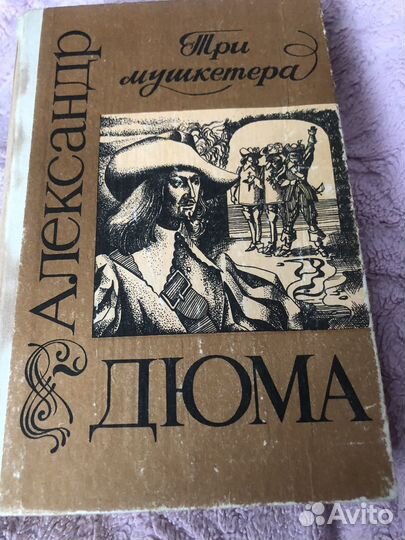 Александр
ДЮМА
Три
мушкетера
Avito